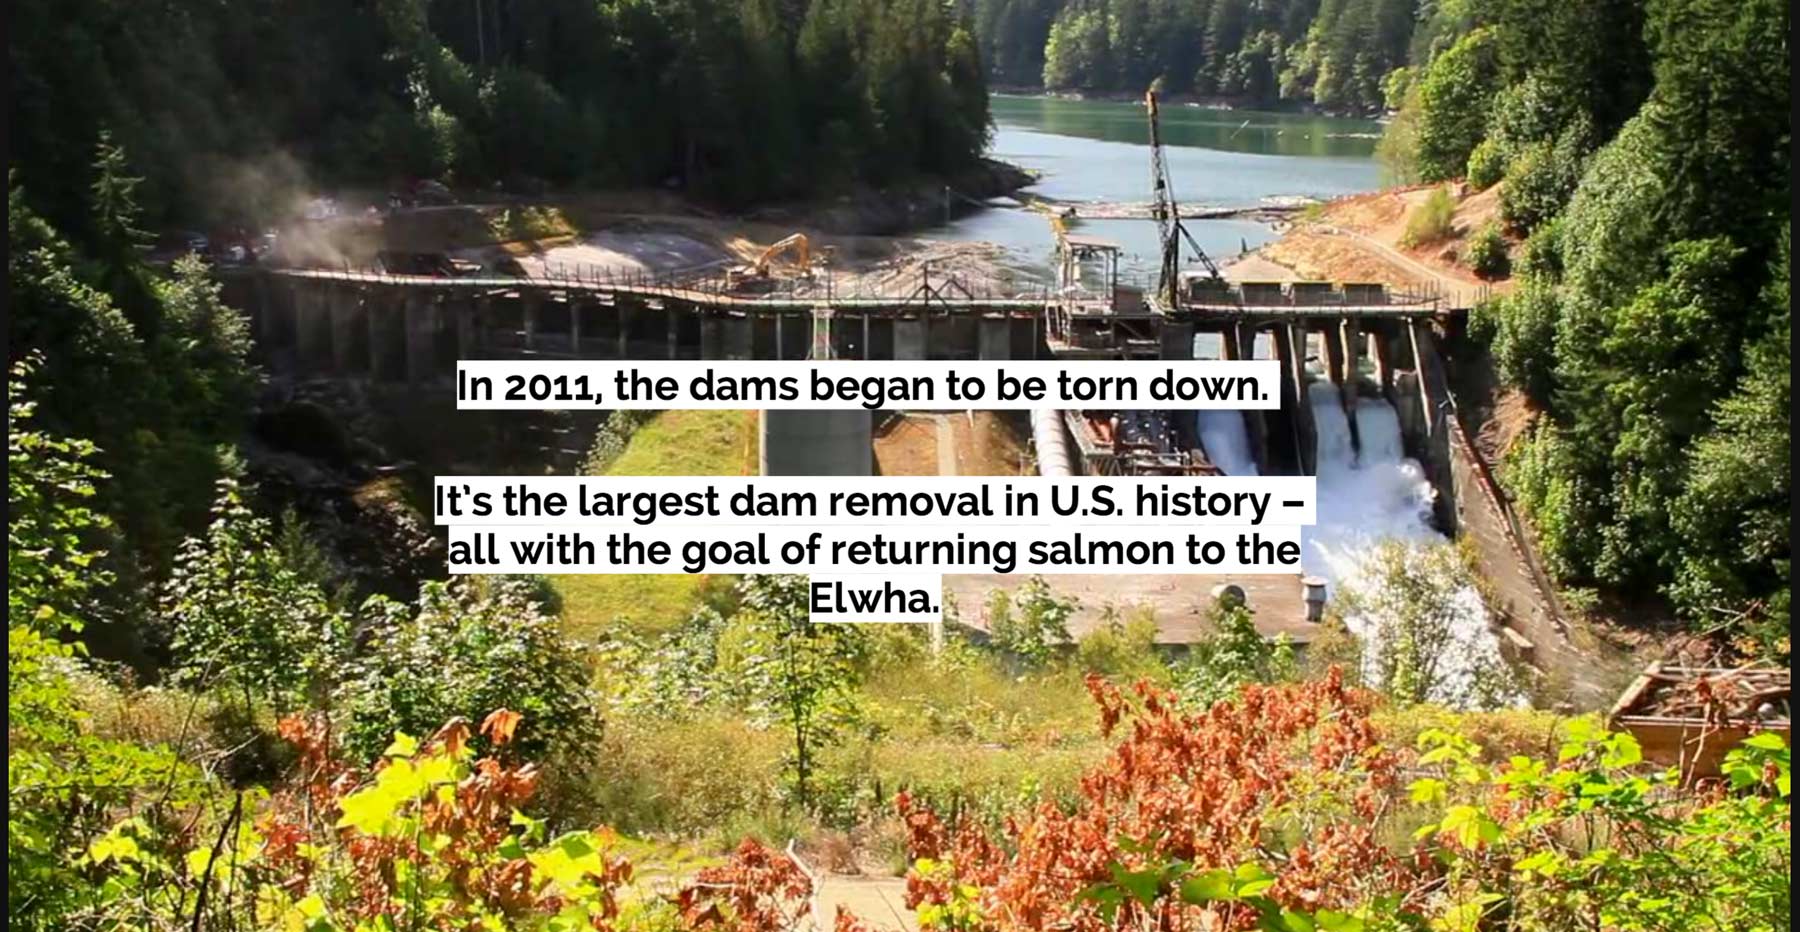 In 2011, the dams began to be torn down.
It's the largest dam removal in U.S. history –
all with the goal of returning salmon to the
Elwha.